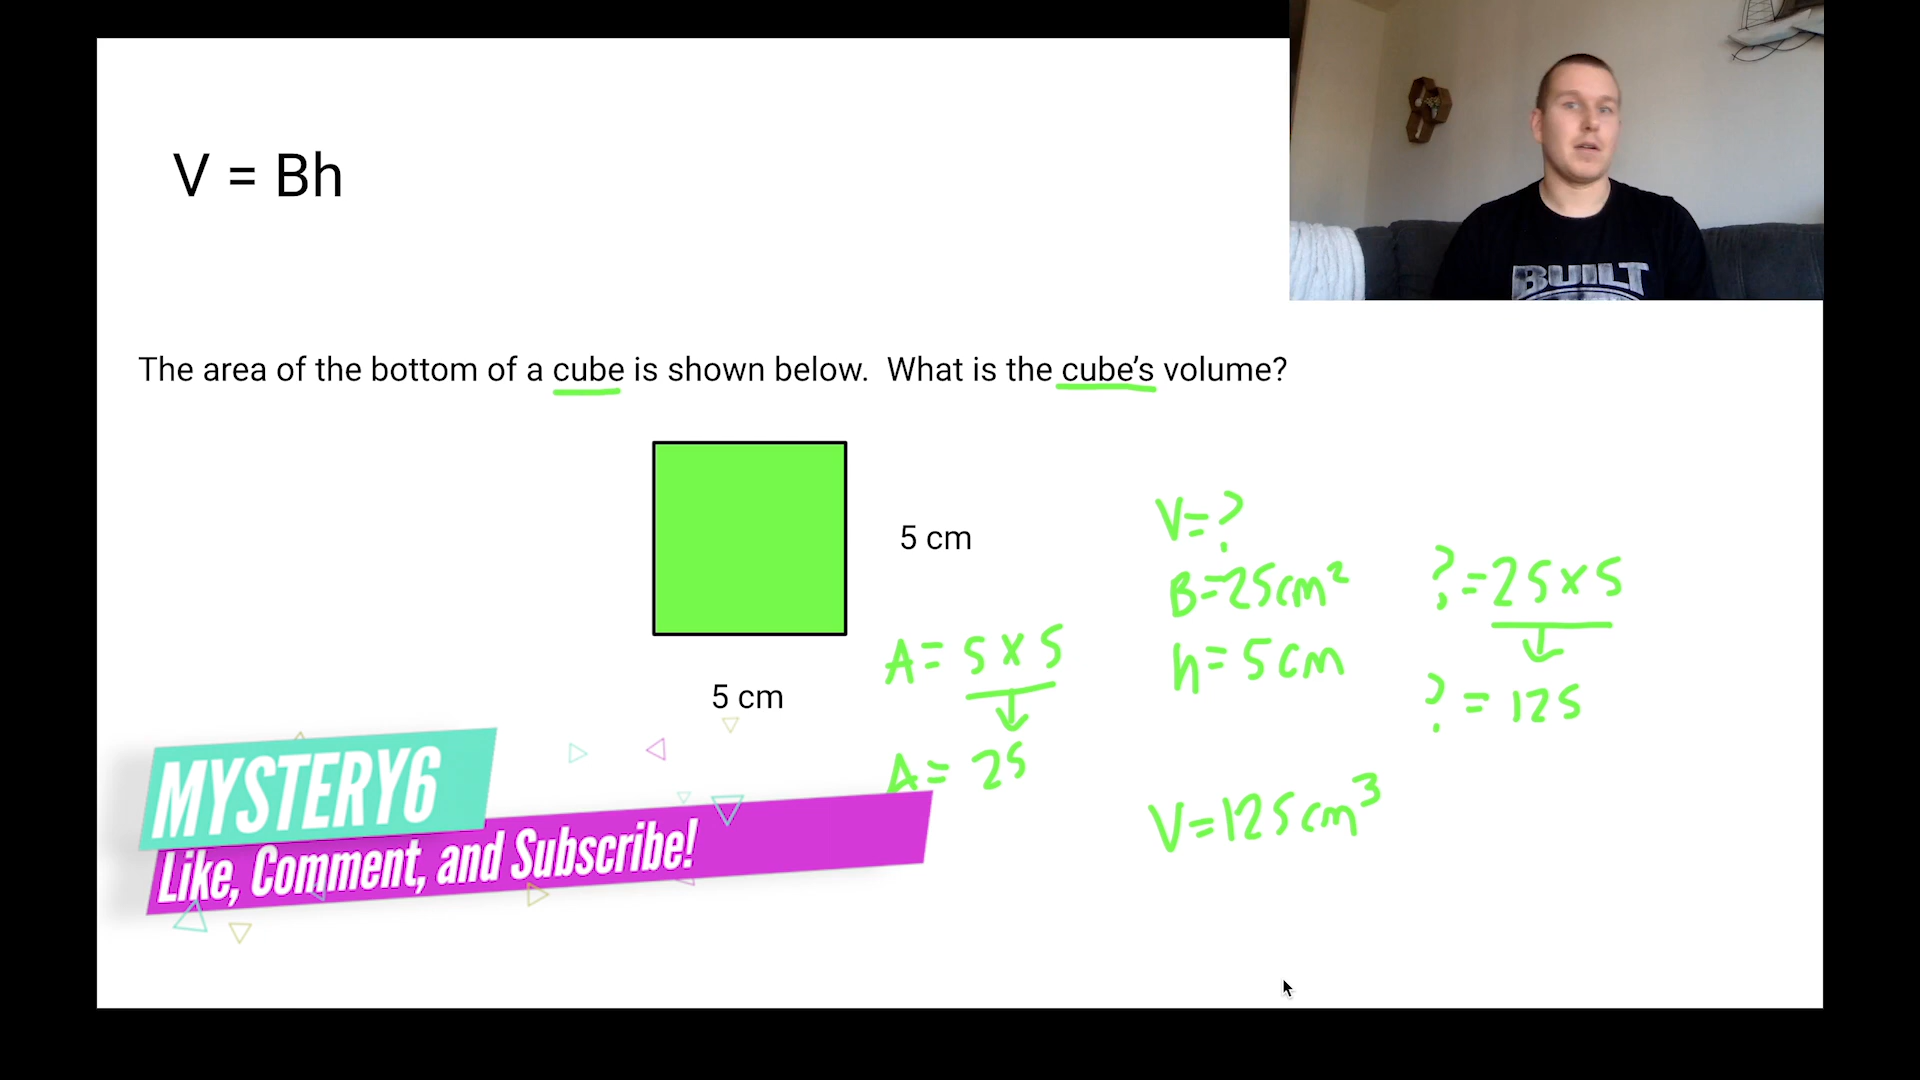 BUILT
V = Bh
The area of the bottom of a cube is shown below. What is the cube's volume?
5 cm
5 cm
A = 5 x 5
A = 25
V = ?
B = 25 cm²
h = 5 cm
? = 25 x 5
? = 125
V = 125 cm³
MYSTERY6
Like, Comment, and Subscribe!